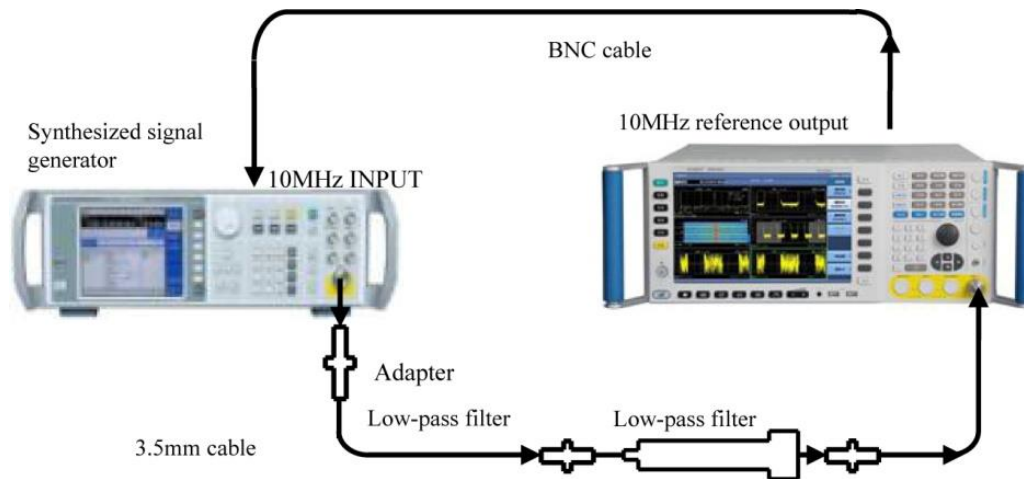 BNC cable
Synthesized signal
generator
10MHz reference output
10MHz INPUT
Adapter
Low-pass filter
Low-pass filter
3.5mm cable